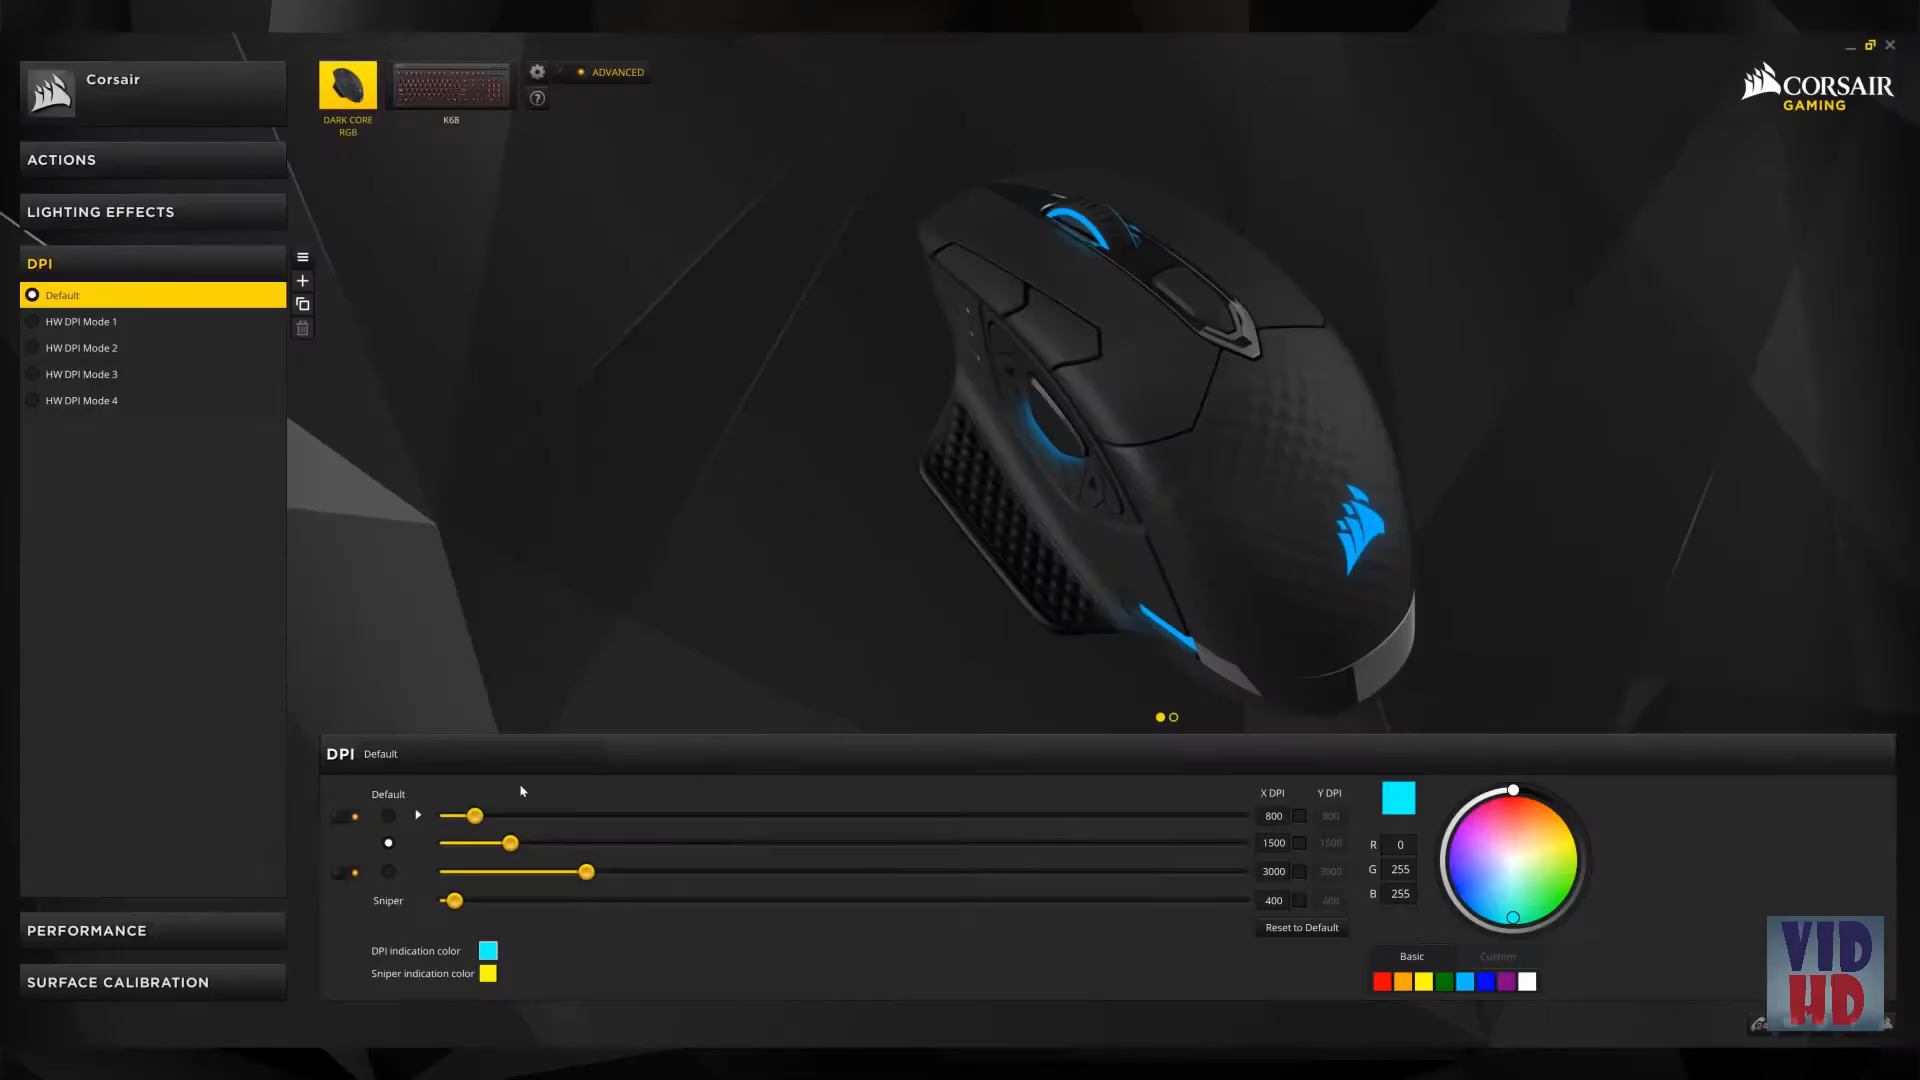 Corsair
ACTIONS
LIGHTING EFFECTS
DPI
Default
HW DPI Mode 1
HW DPI Mode 2
HW DPI Mode 3
HW DPI Mode 4
PERFORMANCE
SURFACE CALIBRATION
DARK CORE
RGB
K68
ADVANCED
CORSAIR
GAMING
DPI Default
Default
X DPI Y DPI
800 800
1500 1500
3000 3000
Sniper 400 400
Reset to Default
DPI indication color
Sniper indication color
R 0
G 255
B 255
Basic Custom
VID
HD